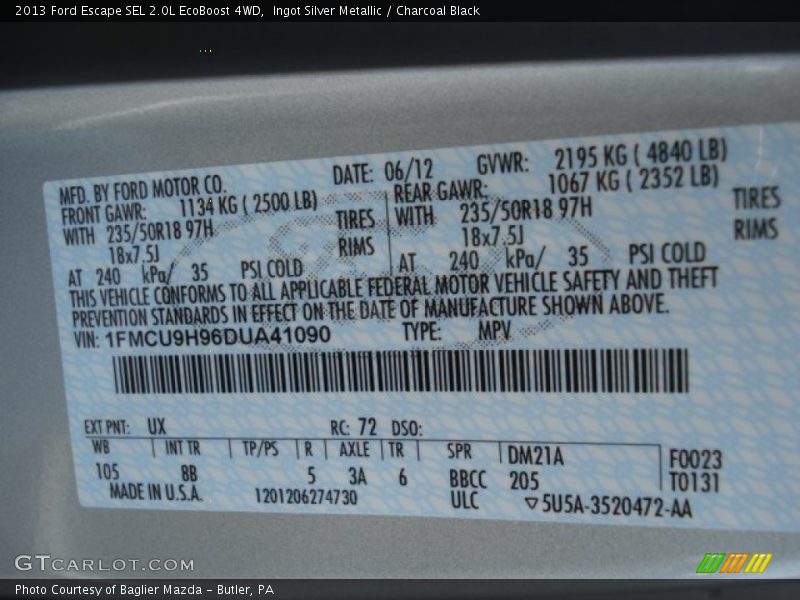 2013 Ford Escape SEL 2.0L EcoBoost 4WD, Ingot Silver Metallic / Charcoal Black
MFD. BY FORD MOTOR CO. DATE: 06/12 GVWR: 2195 KG ( 4840 LB)
FRONT GAWR: 1134 KG ( 2500 LB) REAR GAWR: 1067 KG ( 2352 LB)
WITH 235/50R18 97H TIRES WITH 235/50R18 97H TIRES
18x7.5J RIMS 18x7.5J RIMS
AT 240 kPa/ 35 PSI COLD AT 240 kPa/ 35 PSI COLD
THIS VEHICLE CONFORMS TO ALL APPLICABLE FEDERAL MOTOR VEHICLE SAFETY AND THEFT
PREVENTION STANDARDS IN EFFECT ON THE DATE OF MANUFACTURE SHOWN ABOVE.
VIN: 1FMCU9H96DUA41090 TYPE: MPV
EXT PNT: UX RC: 72 DSO:
WB INT TR TP/PS R AXLE TR SPR DM21A F0023
105 8B 5 3A 6 BBCC 205 T0131
MADE IN U.S.A. 1201206274730 ULC ▽5U5A-3520472-AA
GTCARLOT.COM
Photo Courtesy of Baglier Mazda – Butler, PA